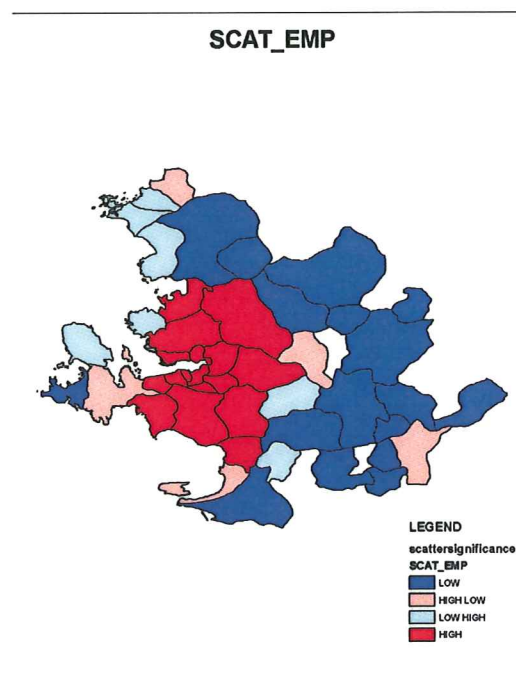 SCAT_EMP
LEGEND
scattersignificance
SCAT_EMP
LOW
HIGH LOW
LOW HIGH
HIGH